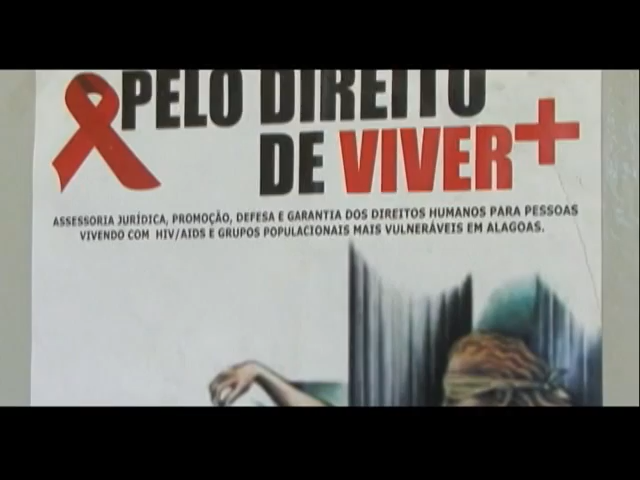 PELO DIREITO
DE VIVER+
ASSESSORIA JURÍDICA, PROMOÇÃO, DEFESA E GARANTIA DOS DIREITOS HUMANOS PARA PESSOAS
VIVENDO COM HIV/AIDS E GRUPOS POPULACIONAIS MAIS VULNERÁVEIS EM ALAGOAS.